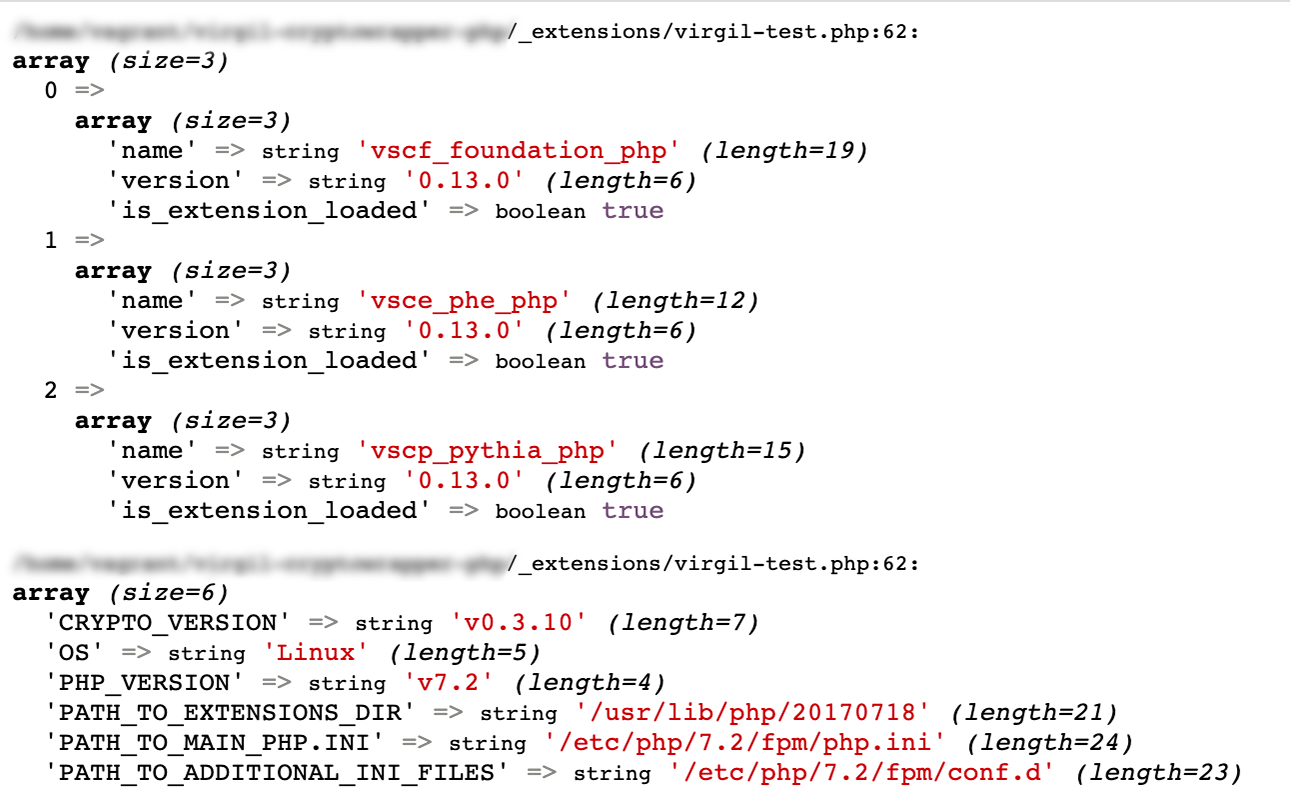 /_extensions/virgil-test.php:62:
array (size=3)
0 =>
array (size=3)
'name' => string 'vscf_foundation_php' (length=19)
'version' => string '0.13.0' (length=6)
'is_extension_loaded' => boolean true
1 =>
array (size=3)
'name' => string 'vsce_phe_php' (length=12)
'version' => string '0.13.0' (length=6)
'is_extension_loaded' => boolean true
2 =>
array (size=3)
'name' => string 'vscp_pythia_php' (length=15)
'version' => string '0.13.0' (length=6)
'is_extension_loaded' => boolean true
/_extensions/virgil-test.php:62:
array (size=6)
'CRYPTO_VERSION' => string 'v0.3.10' (length=7)
'OS' => string 'Linux' (length=5)
'PHP_VERSION' => string 'v7.2' (length=4)
'PATH_TO_EXTENSIONS_DIR' => string '/usr/lib/php/20170718' (length=21)
'PATH_TO_MAIN_PHP.INI' => string '/etc/php/7.2/fpm/php.ini' (length=24)
'PATH_TO_ADDITIONAL_INI_FILES' => string '/etc/php/7.2/fpm/conf.d' (length=23)